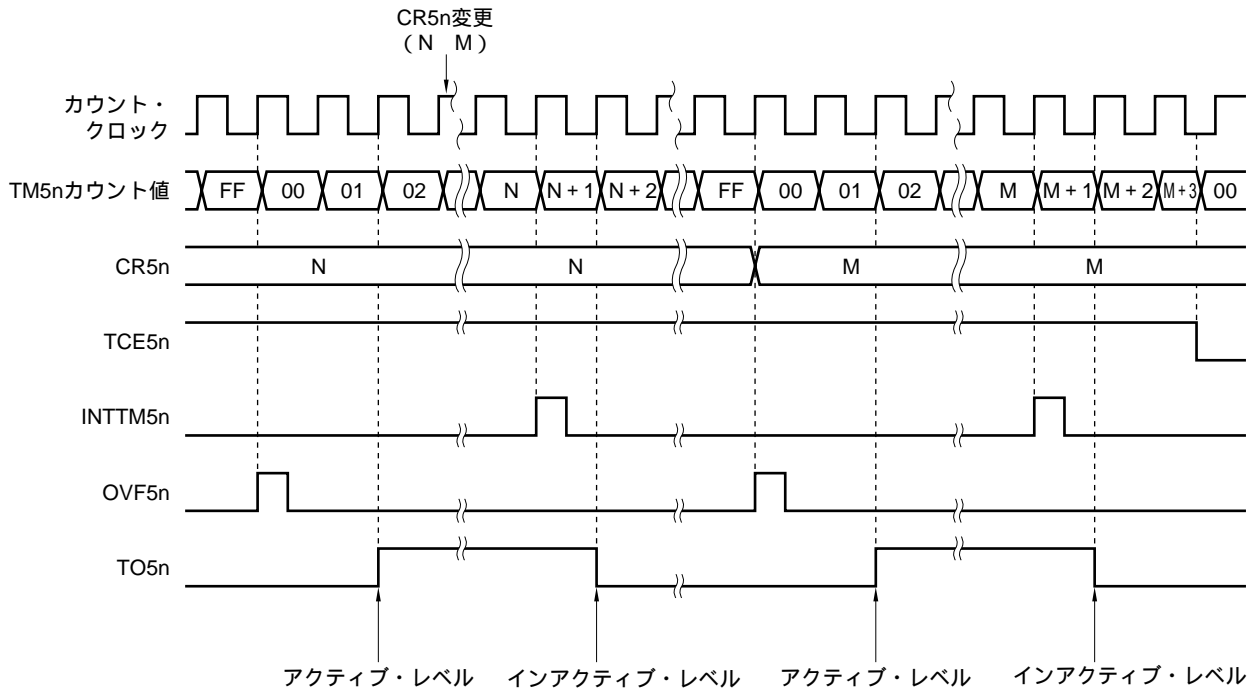 CR5n変更
（N　M）
カウント・
クロック
TM5nカウント値 FF 00 01 02 N N + 1 N + 2 FF 00 01 02 M M + 1 M + 2 M + 3 00
CR5n N N M M
TCE5n
INTTM5n
OVF5n
TO5n
アクティブ・レベル インアクティブ・レベル アクティブ・レベル インアクティブ・レベル